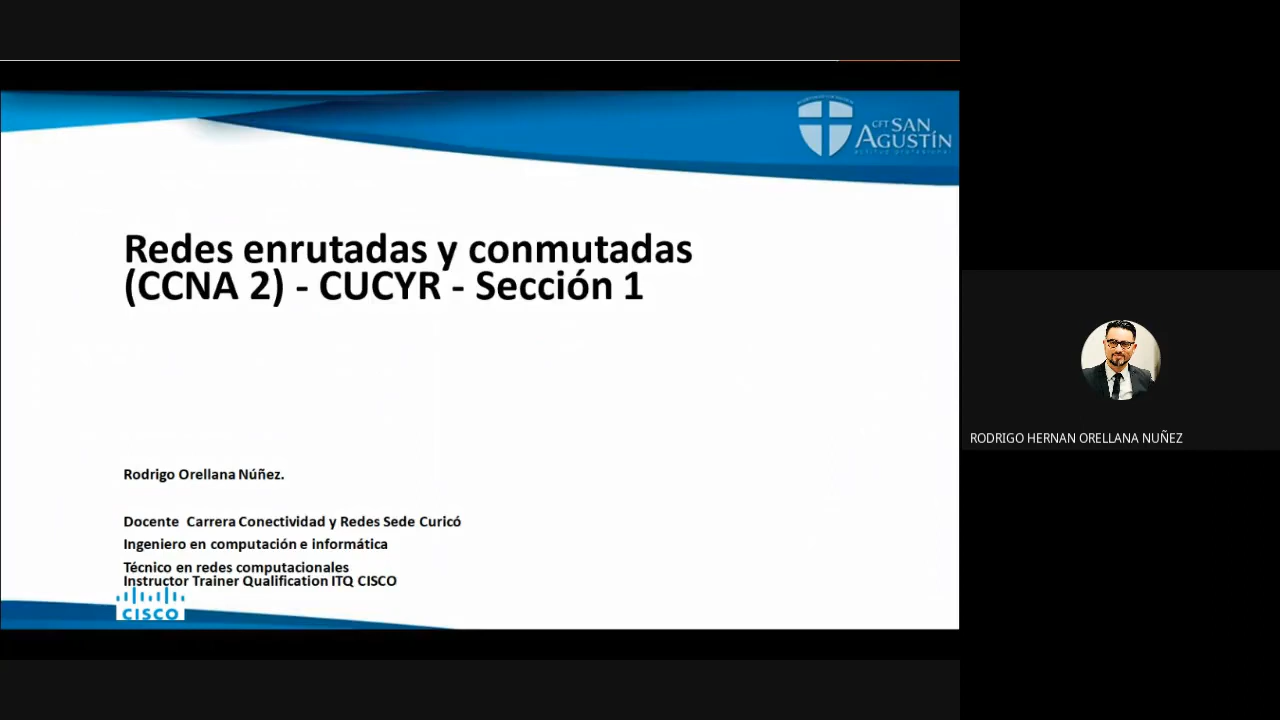 CFT SAN
AGUSTÍN
Redes enrutadas y conmutadas
(CCNA 2) - CUCYR - Sección 1
Rodrigo Orellana Núñez.
Docente  Carrera Conectividad y Redes Sede Curicó
Ingeniero en computación e informática
Técnico en redes computacionales
Instructor Trainer Qualification ITQ CISCO
CISCO
RODRIGO HERNAN ORELLANA NUÑEZ